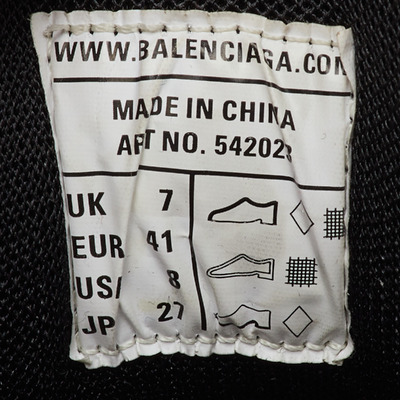 WWW.BALENCIAGA.COM
MADE IN CHINA
ART NO. 542023
UK 7
EUR 41
USA 8
JP 27